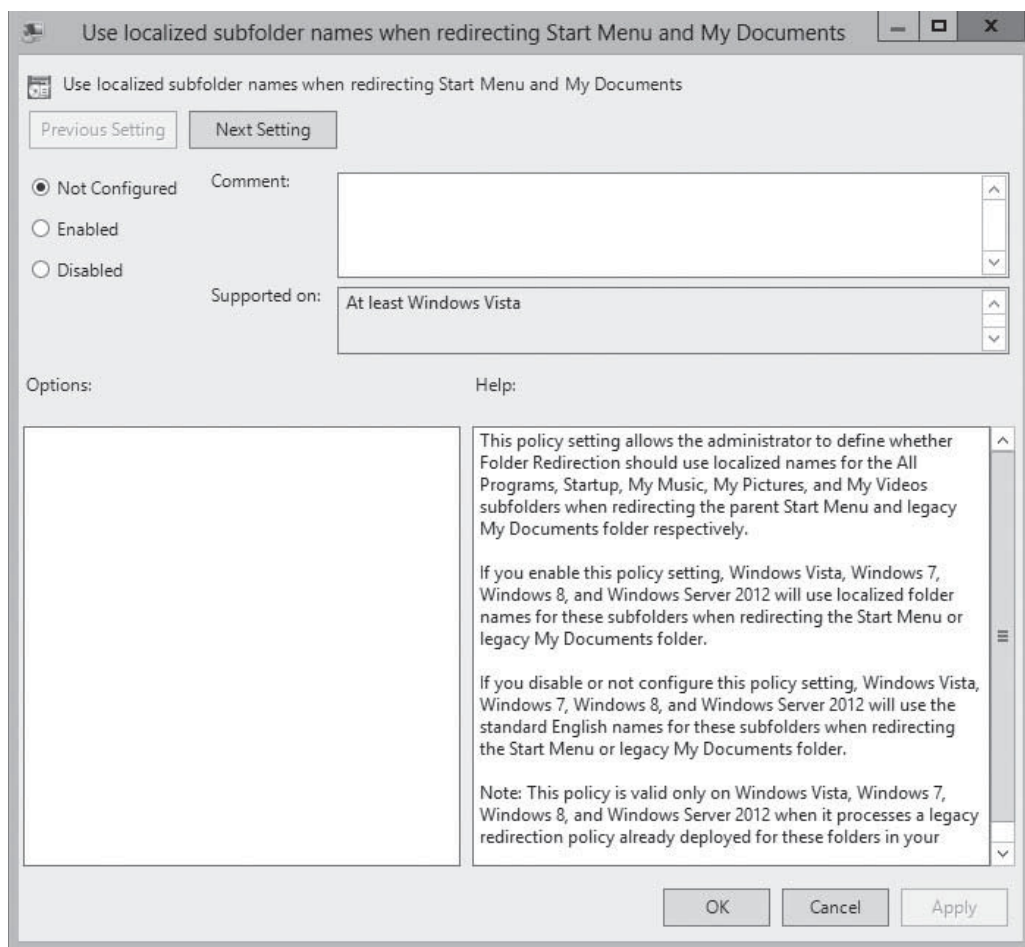 Use localized subfolder names when redirecting Start Menu and My Documents
Use localized subfolder names when redirecting Start Menu and My Documents
Previous Setting
Next Setting
Not Configured
Comment:
Enabled
Disabled
Supported on:
At least Windows Vista
Options:
Help:
This policy setting allows the administrator to define whether
Folder Redirection should use localized names for the All
Programs, Startup, My Music, My Pictures, and My Videos
subfolders when redirecting the parent Start Menu and legacy
My Documents folder respectively.
If you enable this policy setting, Windows Vista, Windows 7,
Windows 8, and Windows Server 2012 will use localized folder
names for these subfolders when redirecting the Start Menu or
legacy My Documents folder.
If you disable or not configure this policy setting, Windows Vista,
Windows 7, Windows 8, and Windows Server 2012 will use the
standard English names for these subfolders when redirecting
the Start Menu or legacy My Documents folder.
Note: This policy is valid only on Windows Vista, Windows 7,
Windows 8, and Windows Server 2012 when it processes a legacy
redirection policy already deployed for these folders in your
OK
Cancel
Apply